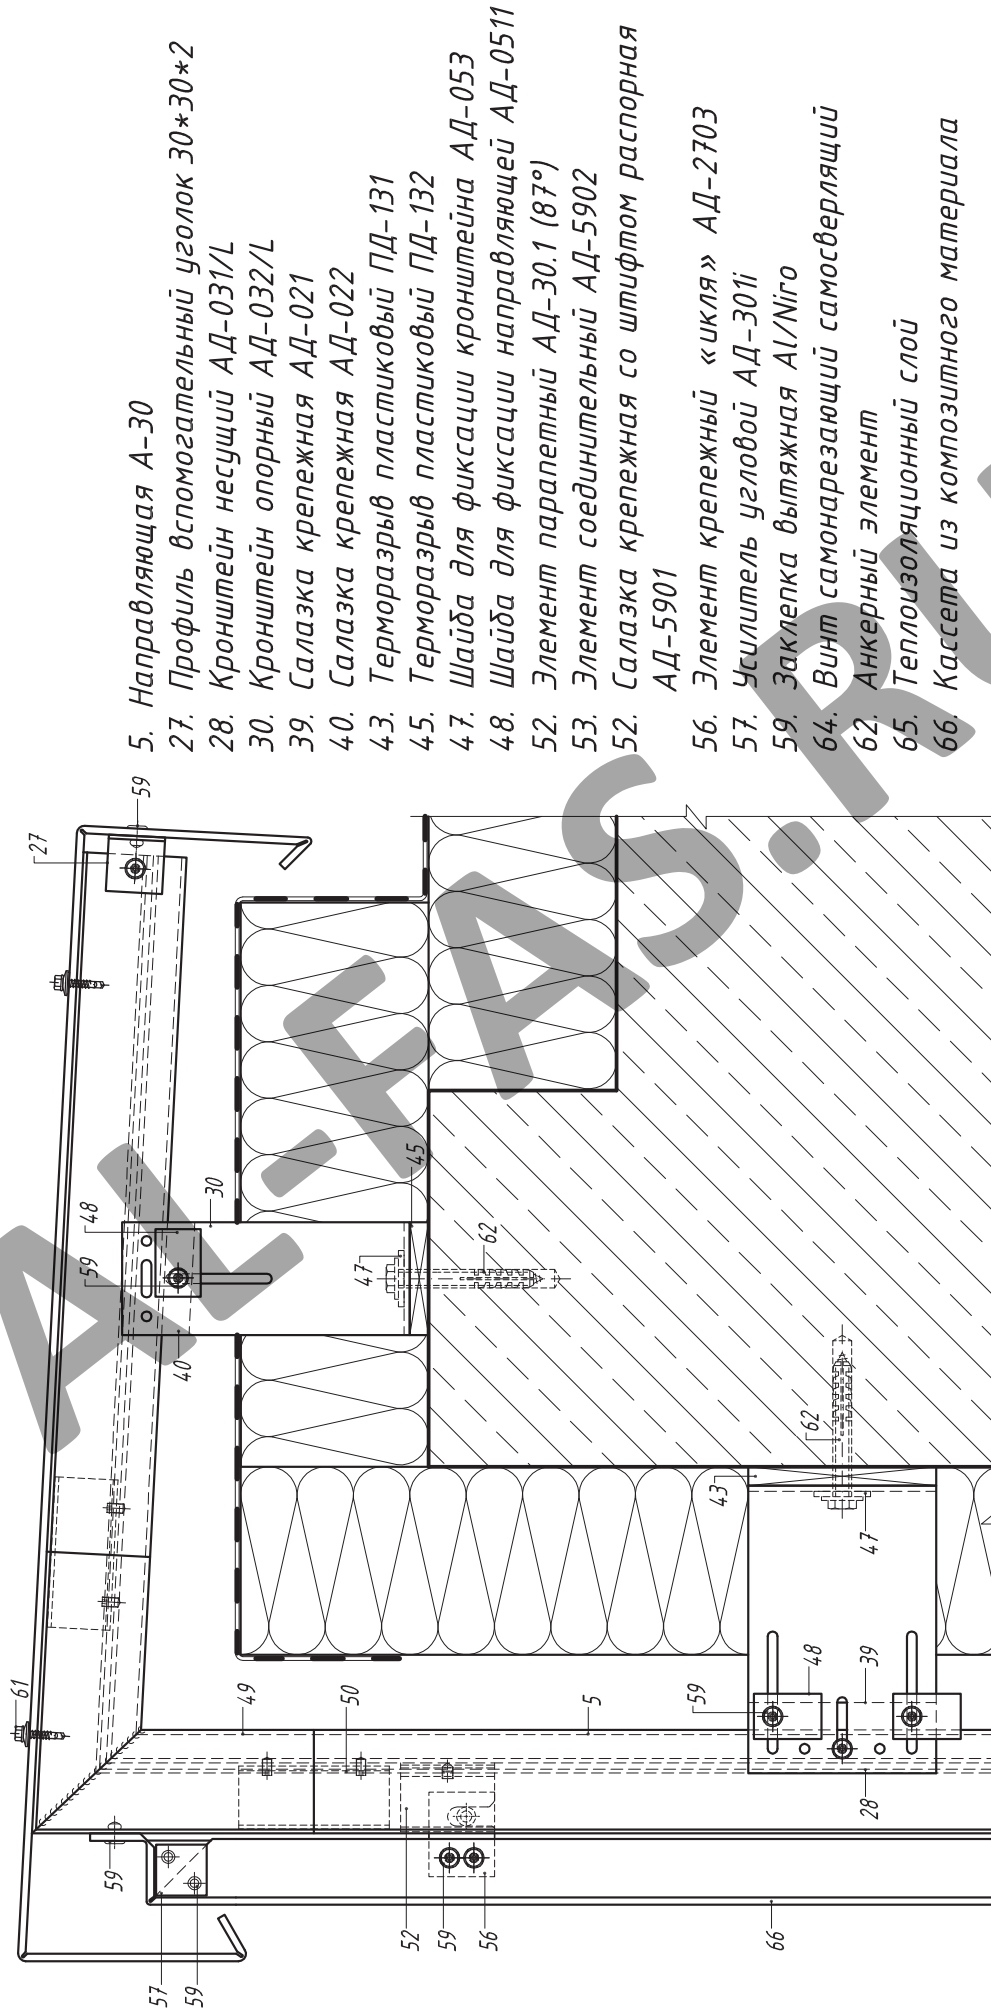 5. Направляющая А-30
27. Профиль вспомогательный уголок 30*30*2
28. Кронштейн несущий АД-031/L
30. Кронштейн опорный АД-032/L
39. Салазка крепежная АД-021
40. Салазка крепежная АД-022
43. Терморазрыв пластиковый ПД-131
45. Терморазрыв пластиковый ПД-132
47. Шайба для фиксации кронштейна АД-053
48. Шайба для фиксации направляющей АД-0511
52. Элемент парапетный АД-30.1 (87°)
53. Элемент соединительный АД-5902
52. Салазка крепежная со штифтом распорная
АД-5901
56. Элемент крепежный «икля» АД-2703
57. Усилитель угловой АД-301i
59. Заклепка вытяжная Al/Niro
64. Винт самонарезающий самосверлящий
62 Анкерный элемент
65. Теплоизоляционный слой
66. Кассета из композитного материала
61
27
59
59
48
40
30
47
45
62
49
50
5
59
48
39
28
43
62
47
59
57
59
52
59
56
66
AL-FAS.RU